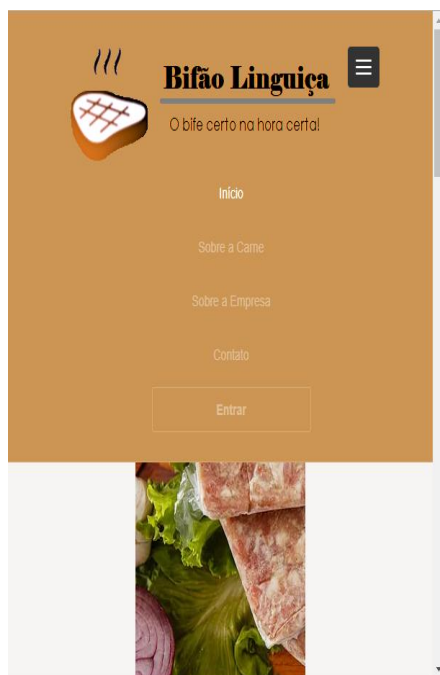 Bifão Linguiça
O bife certo na hora certa!
Início
Sobre a Carne
Sobre a Empresa
Contato
Entrar